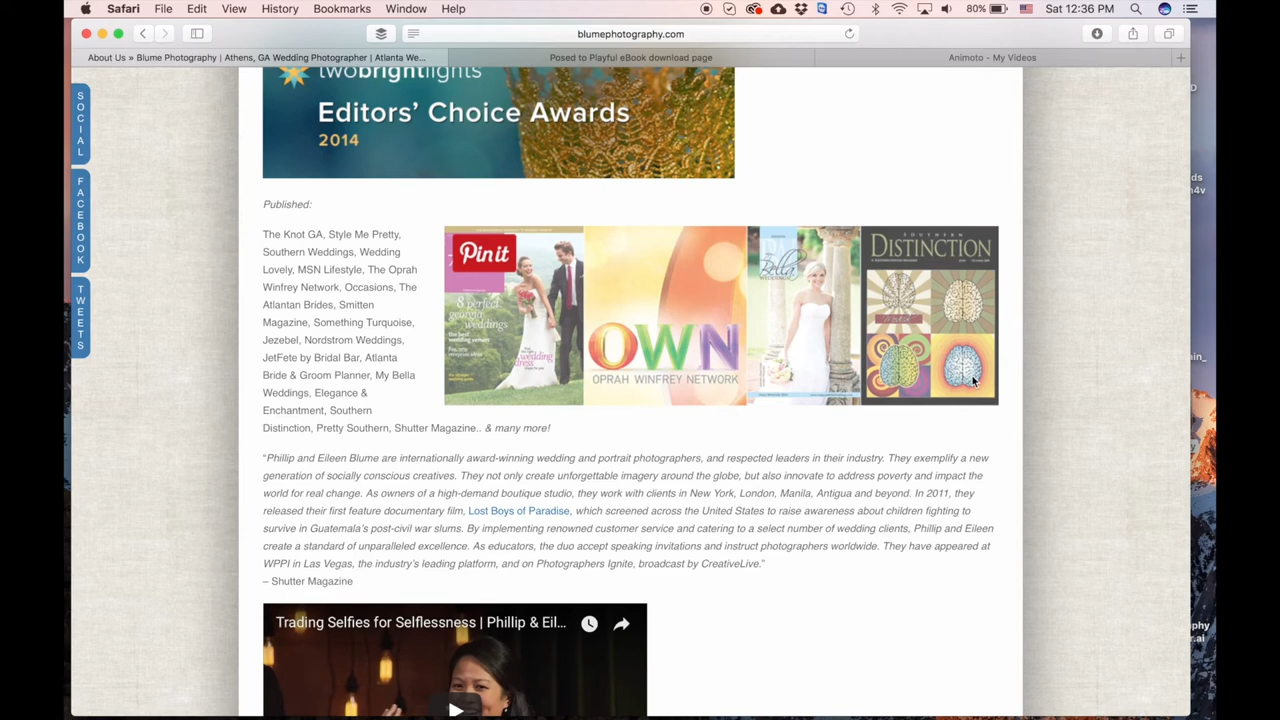 Safari File Edit View History Bookmarks Window Help 80% Sat 12:36 PM
blumephotography.com
About Us » Blume Photography | Athens, GA Wedding Photographer | Atlanta We... Posed to Playful eBook download page Animoto - My Videos
SOCIAL
FACEBOOK
TWEETS
twobrightlights
Editors' Choice Awards
2014
Published:
The Knot GA, Style Me Pretty,
Southern Weddings, Wedding
Lovely, MSN Lifestyle, The Oprah
Winfrey Network, Occasions, The
Atlantan Brides, Smitten
Magazine, Something Turquoise,
Jezebel, Nordstrom Weddings,
JetFete by Bridal Bar, Atlanta
Bride & Groom Planner, My Bella
Weddings, Elegance &
Enchantment, Southern
Distinction, Pretty Southern, Shutter Magazine.. & many more!
Pin it
8 perfect
georgia
weddings
wedding
dress
OWN
OPRAH WINFREY NETWORK
Bella
SOUTHERN
DISTINCTION
"Phillip and Eileen Blume are internationally award-winning wedding and portrait photographers, and respected leaders in their industry. They exemplify a new
generation of socially conscious creatives. They not only create unforgettable imagery around the globe, but also innovate to address poverty and impact the
world for real change. As owners of a high-demand boutique studio, they work with clients in New York, London, Manila, Antigua and beyond. In 2011, they
released their first feature documentary film, Lost Boys of Paradise, which screened across the United States to raise awareness about children fighting to
survive in Guatemala's post-civil war slums. By implementing renowned customer service and catering to a select number of wedding clients, Phillip and Eileen
create a standard of unparalleled excellence. As educators, the duo accept speaking invitations and instruct photographers worldwide. They have appeared at
WPPI in Las Vegas, the industry's leading platform, and on Photographers Ignite, broadcast by CreativeLive."
– Shutter Magazine
Trading Selfies for Selflessness | Phillip & Eil...